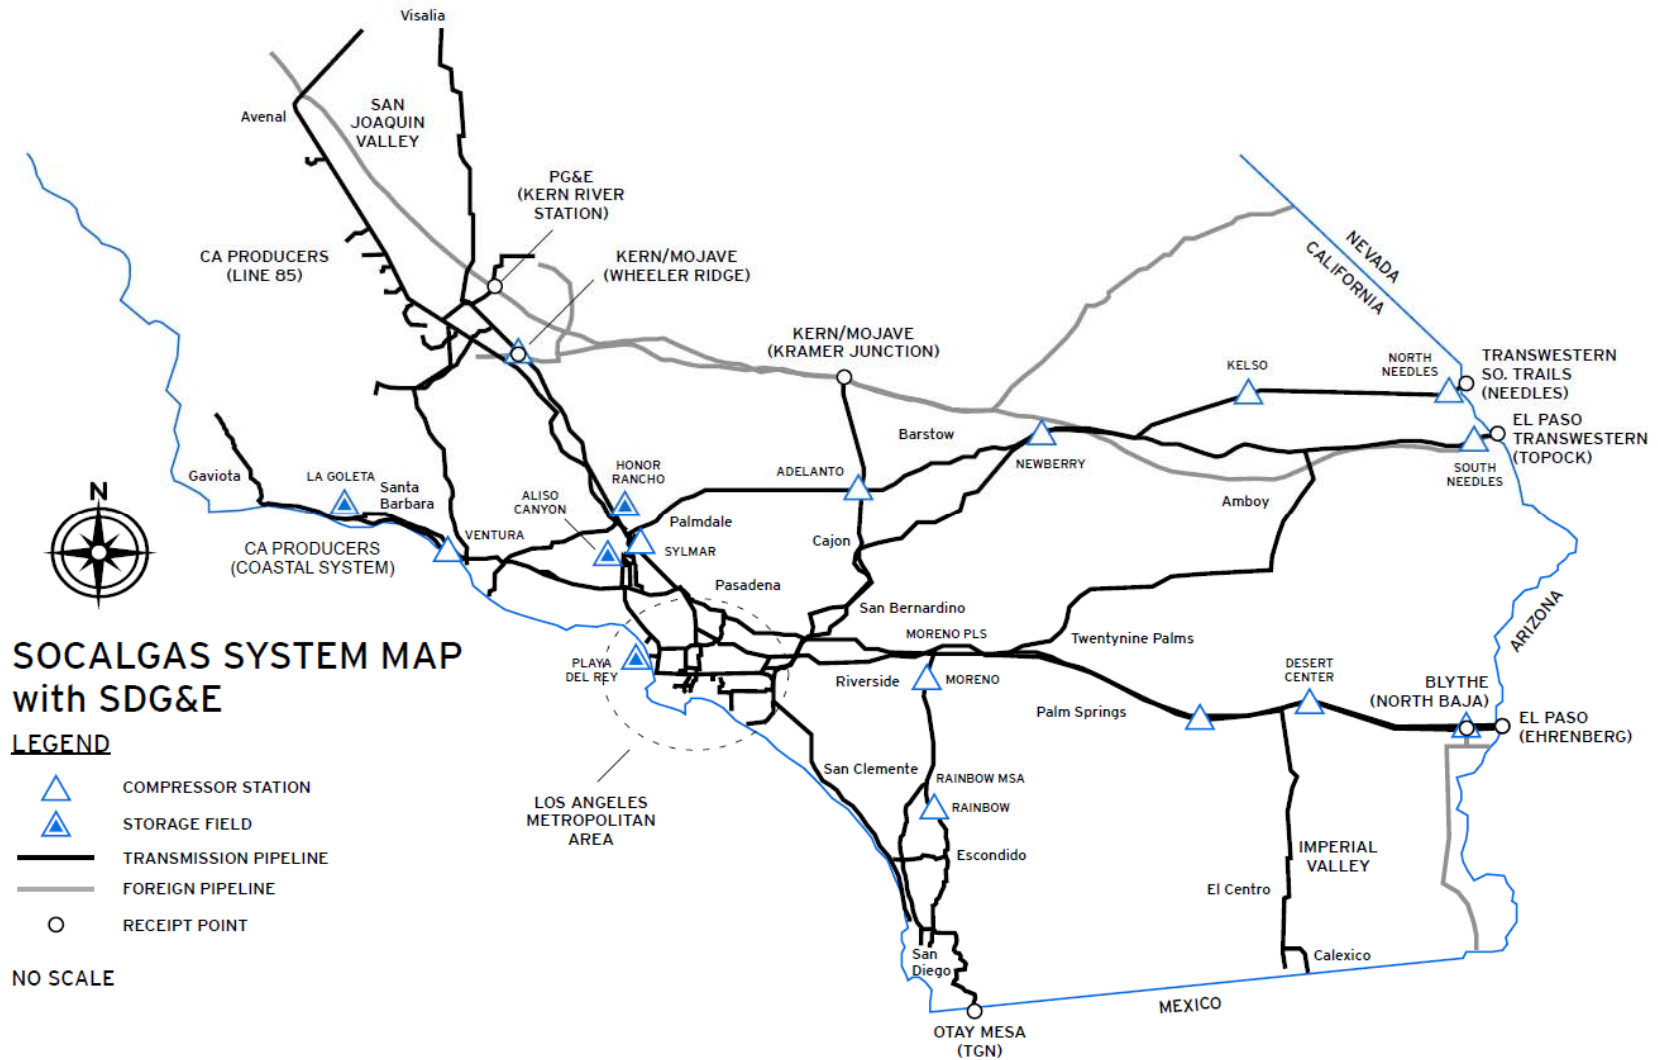 Visalia
SAN
JOAQUIN
VALLEY
Avenal
PG&E
(KERN RIVER
STATION)
CA PRODUCERS
(LINE 85)
KERN/MOJAVE
(WHEELER RIDGE)
NEVADA
CALIFORNIA
KERN/MOJAVE
(KRAMER JUNCTION)
KELSO
NORTH
NEEDLES
TRANSWESTERN
SO. TRAILS
(NEEDLES)
EL PASO
TRANSWESTERN
(TOPOCK)
Barstow
NEWBERRY
SOUTH
NEEDLES
Gaviota
LA GOLETA
Santa
Barbara
HONOR
RANCHO
ALISO
CANYON
ADELANTO
Amboy
N
Palmdale
VENTURA
SYLMAR
Cajon
CA PRODUCERS
(COASTAL SYSTEM)
Pasadena
San Bernardino
MORENO PLS
Twentynine Palms
ARIZONA
SOCALGAS SYSTEM MAP
with SDG&E
PLAYA
DEL REY
Riverside
MORENO
DESERT
CENTER
BLYTHE
(NORTH BAJA)
Palm Springs
EL PASO
(EHRENBERG)
LEGEND
COMPRESSOR STATION
STORAGE FIELD
TRANSMISSION PIPELINE
FOREIGN PIPELINE
RECEIPT POINT
NO SCALE
LOS ANGELES
METROPOLITAN
AREA
San Clemente
RAINBOW MSA
RAINBOW
Escondido
IMPERIAL
VALLEY
El Centro
San
Diego
Calexico
MEXICO
OTAY MESA
(TGN)